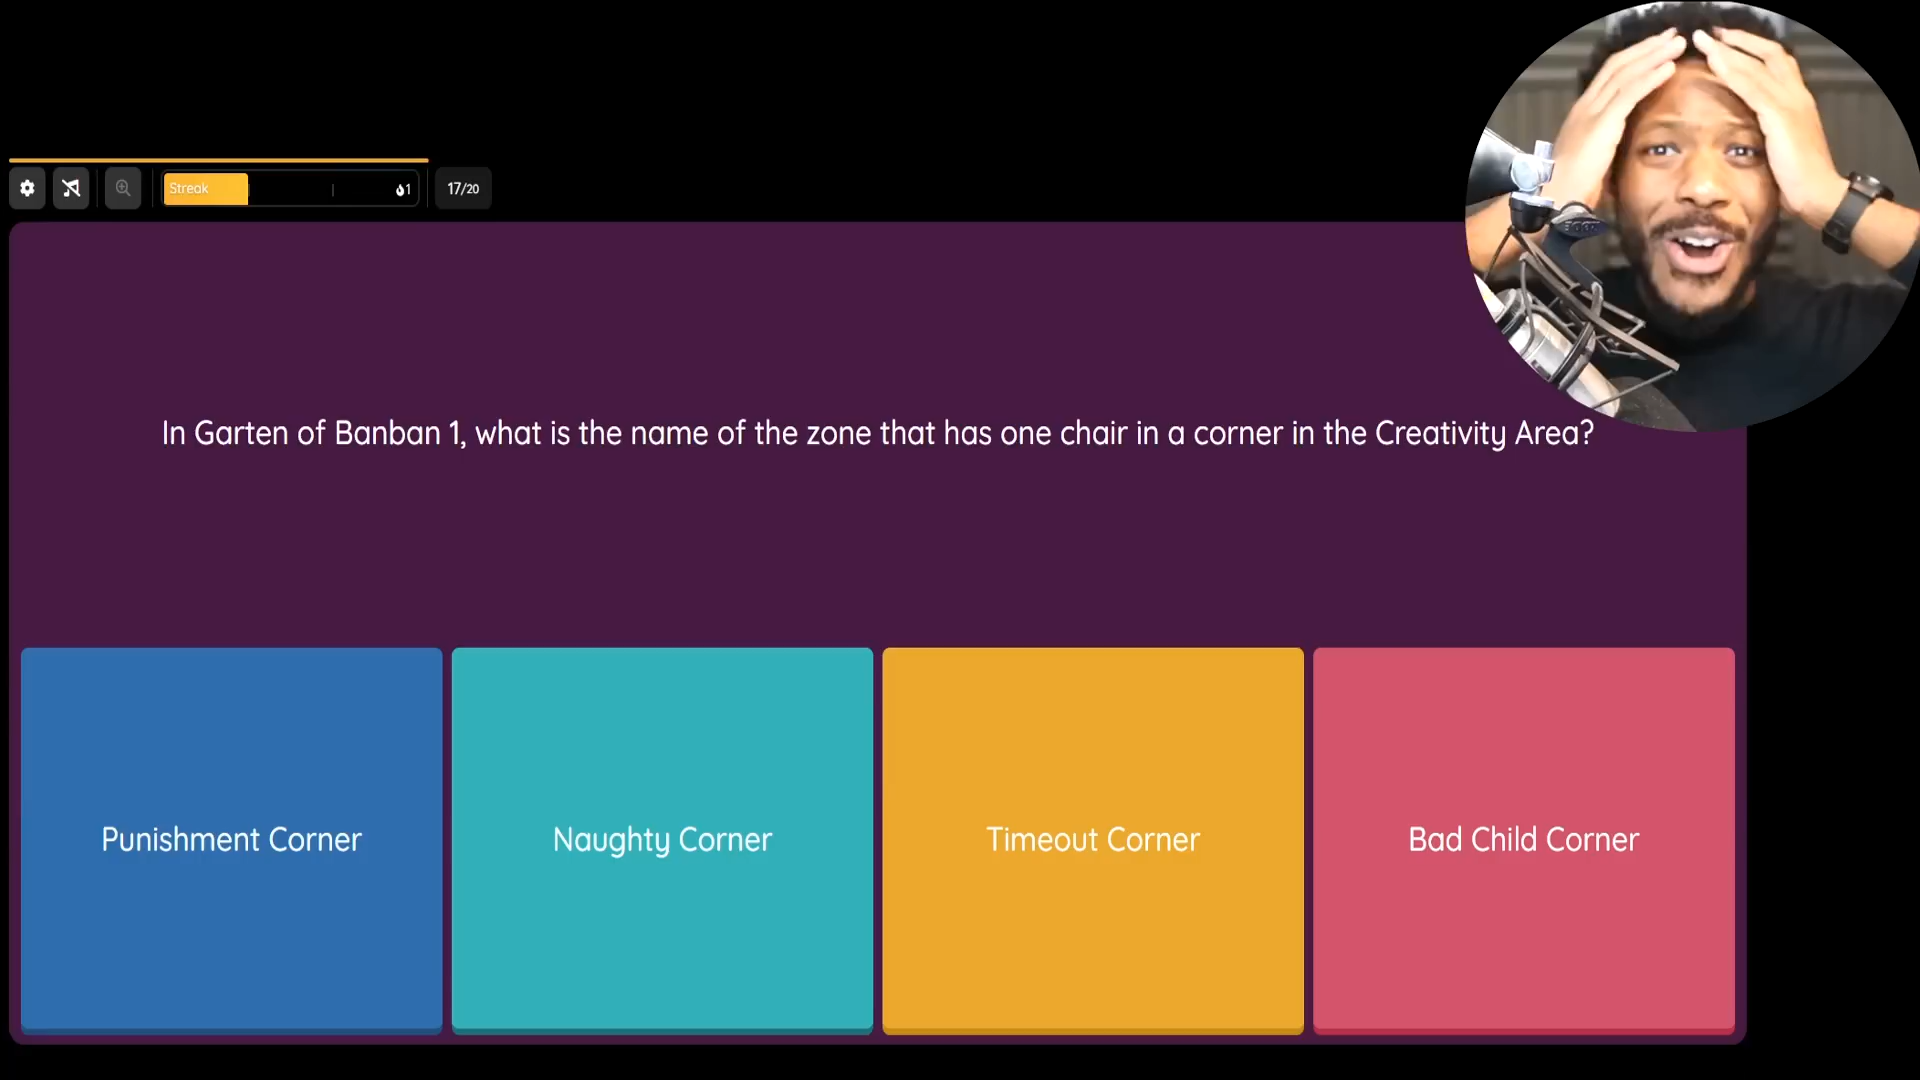 Streak
1
17/20
In Garten of Banban 1, what is the name of the zone that has one chair in a corner in the Creativity Area?
Punishment Corner
Naughty Corner
Timeout Corner
Bad Child Corner